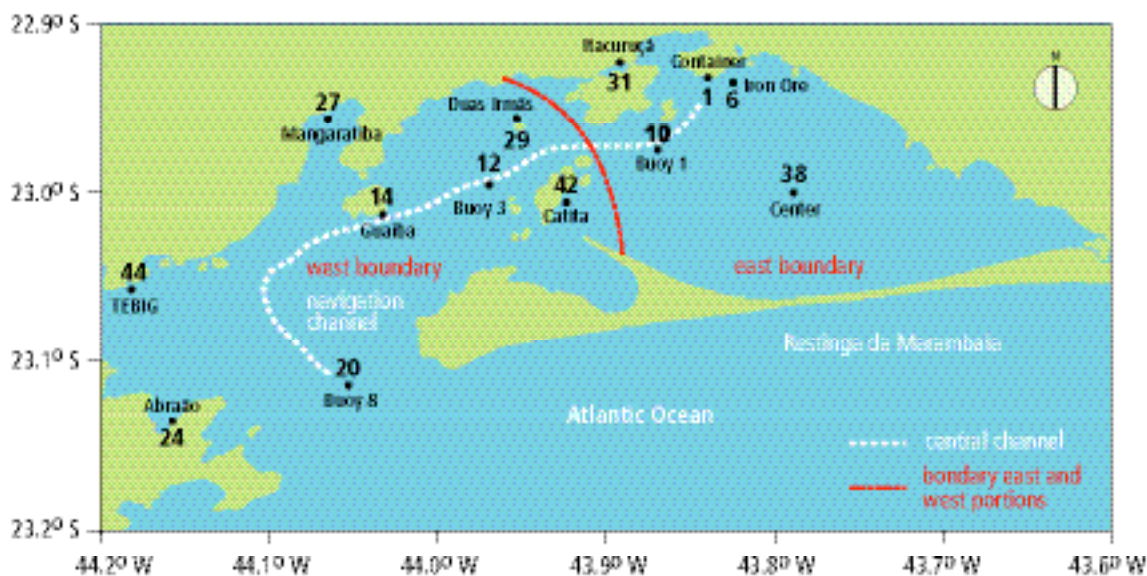 22.9º S
Itacuruçá
31
Container
1
6
Iron Ore
N
27
Mangaratiba
Duas Irmãs
29
10
Buoy 1
12
Buoy 3
42
Catita
38
Center
23.0º S
14
Guaíba
44
TEBIG
west boundary
east boundary
navigation
channel
Restinga da Marambaia
23.1º S
20
Buoy 8
Abraão
24
Atlantic Ocean
central channel
bondary east and
west portions
23.2º S
44.2º W
44.1º W
44.0º W
43.9º W
43.8º W
43.7º W
43.6º W